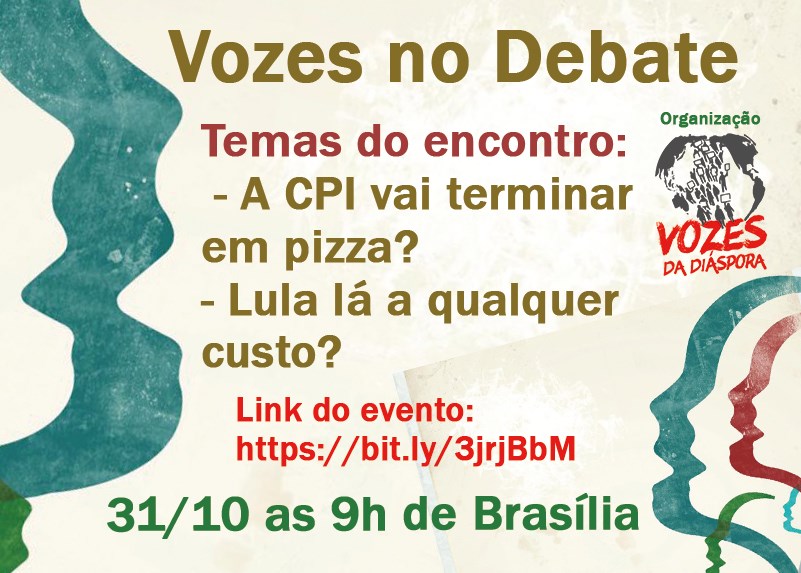 Vozes no Debate
Organização
VOZES
DA DIÁSPORA
Temas do encontro:
- A CPI vai terminar
em pizza?
- Lula lá a qualquer
custo?
Link do evento:
https://bit.ly/3jrjBbM
31/10 as 9h de Brasília